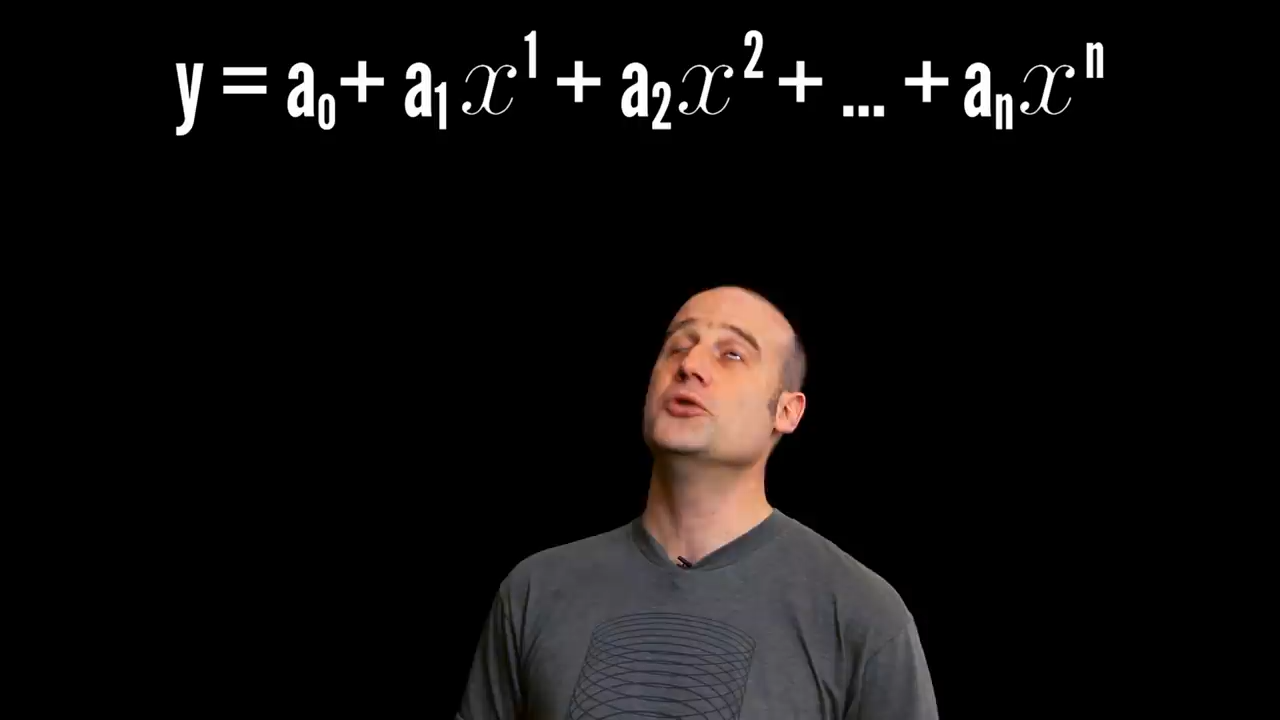 y = a₀ + a₁x¹ + a₂x² + ... + aₙxⁿ